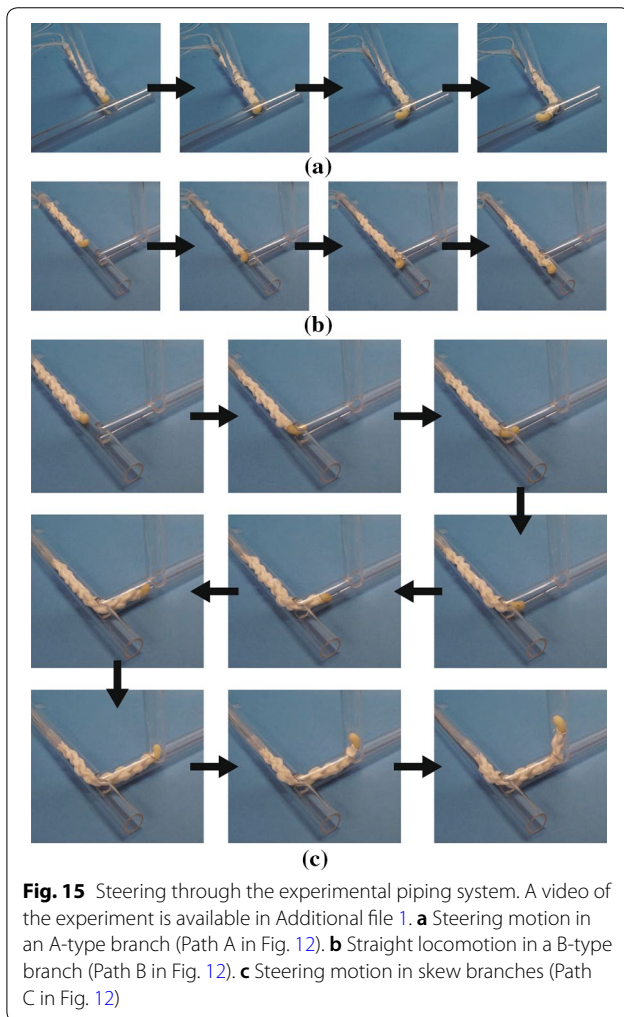 (a)
(b)
(c)
Fig. 15 Steering through the experimental piping system. A video of
the experiment is available in Additional file 1. a Steering motion in
an A-type branch (Path A in Fig. 12). b Straight locomotion in a B-type
branch (Path B in Fig. 12). c Steering motion in skew branches (Path
C in Fig. 12)